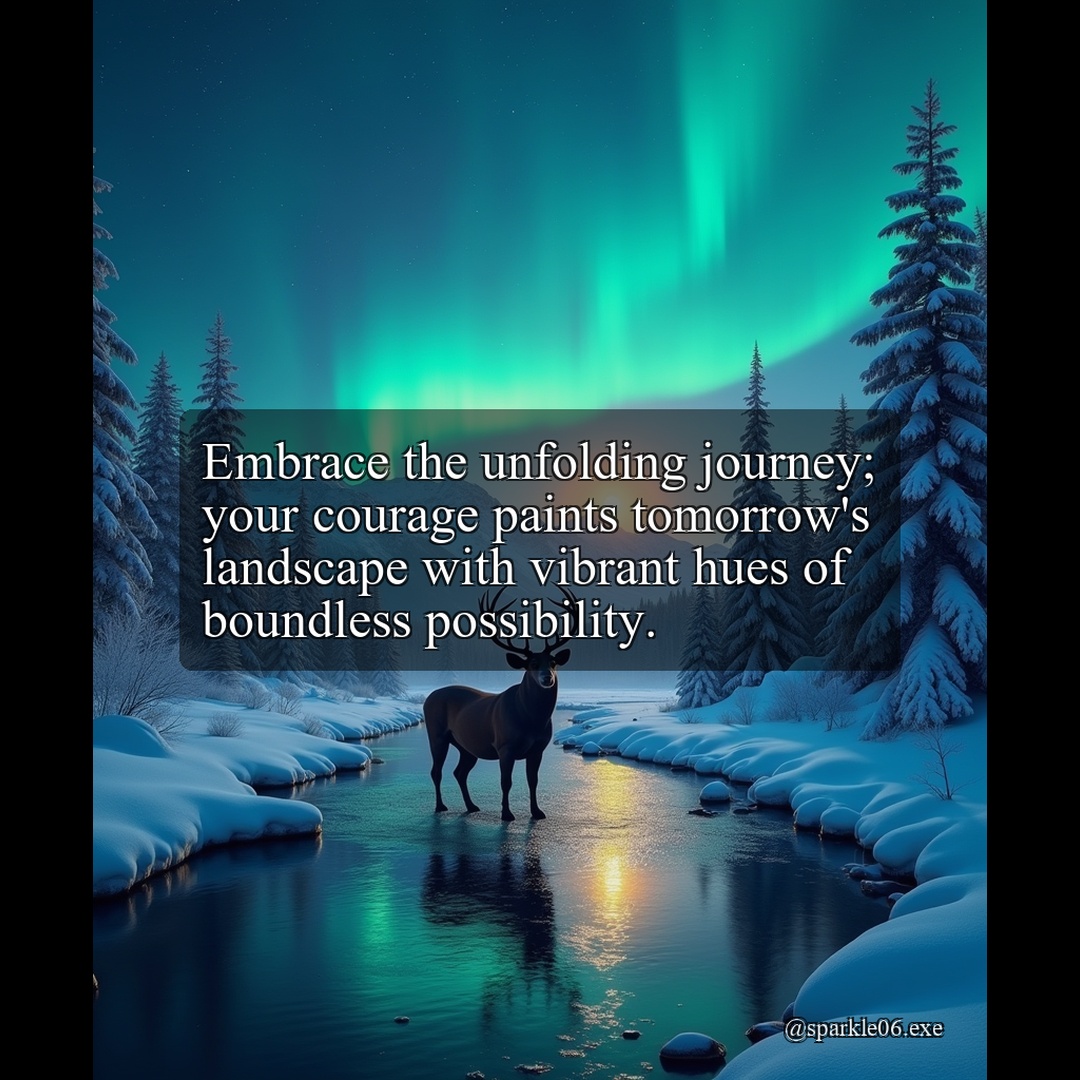 Embrace the unfolding journey;
your courage paints tomorrow's
landscape with vibrant hues of
boundless possibility.
@sparkle06.exe